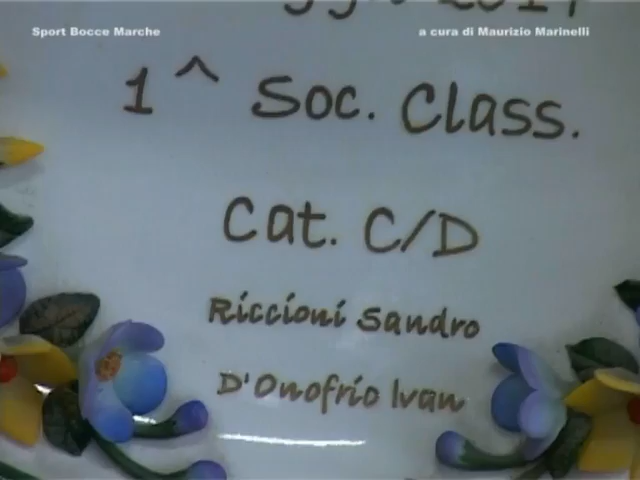 Sport Bocce Marche
a cura di Maurizio Marinelli
1^ Soc. Class.
Cat. C/D
Riccioni Sandro
D'Onofrio Ivan